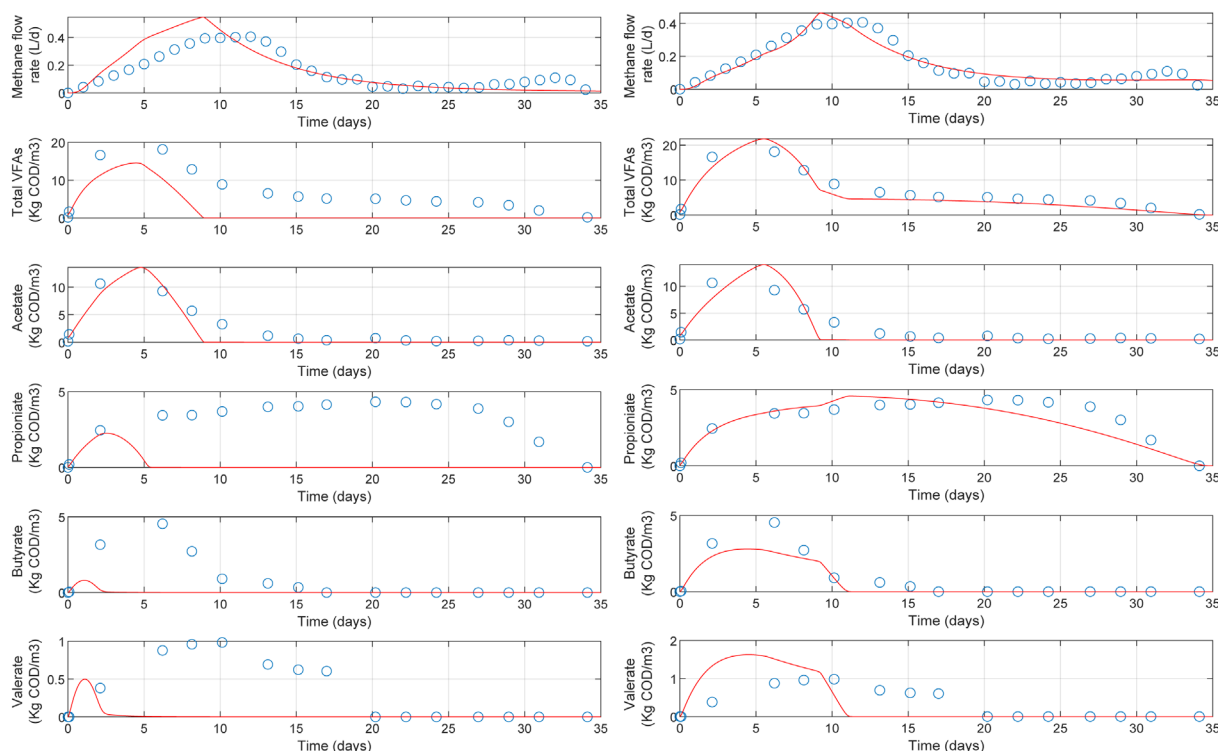 Methane flow
rate (L/d)
0.4
0.2
0
0 5 10 15 20 25 30 35
Time (days)
Total VFAs
(Kg COD/m3)
20
10
0
0 5 10 15 20 25 30 35
Time (days)
Acetate
(Kg COD/m3)
10
5
0
0 5 10 15 20 25 30 35
Time (days)
Propioniate
(Kg COD/m3)
5
0
0 5 10 15 20 25 30 35
Time (days)
Butyrate
(Kg COD/m3)
5
0
0 5 10 15 20 25 30 35
Time (days)
Valerate
(Kg COD/m3)
1
0.5
0
0 5 10 15 20 25 30 35
Time (days)
Methane flow
rate (L/d)
0.4
0.2
0
0 5 10 15 20 25 30 35
Time (days)
Total VFAs
(Kg COD/m3)
20
10
0
0 5 10 15 20 25 30 35
Time (days)
Acetate
(Kg COD/m3)
10
5
0
0 5 10 15 20 25 30 35
Time (days)
Propioniate
(Kg COD/m3)
5
0
0 5 10 15 20 25 30 35
Time (days)
Butyrate
(Kg COD/m3)
5
0
0 5 10 15 20 25 30 35
Time (days)
Valerate
(Kg COD/m3)
2
1
0
0 5 10 15 20 25 30 35
Time (days)